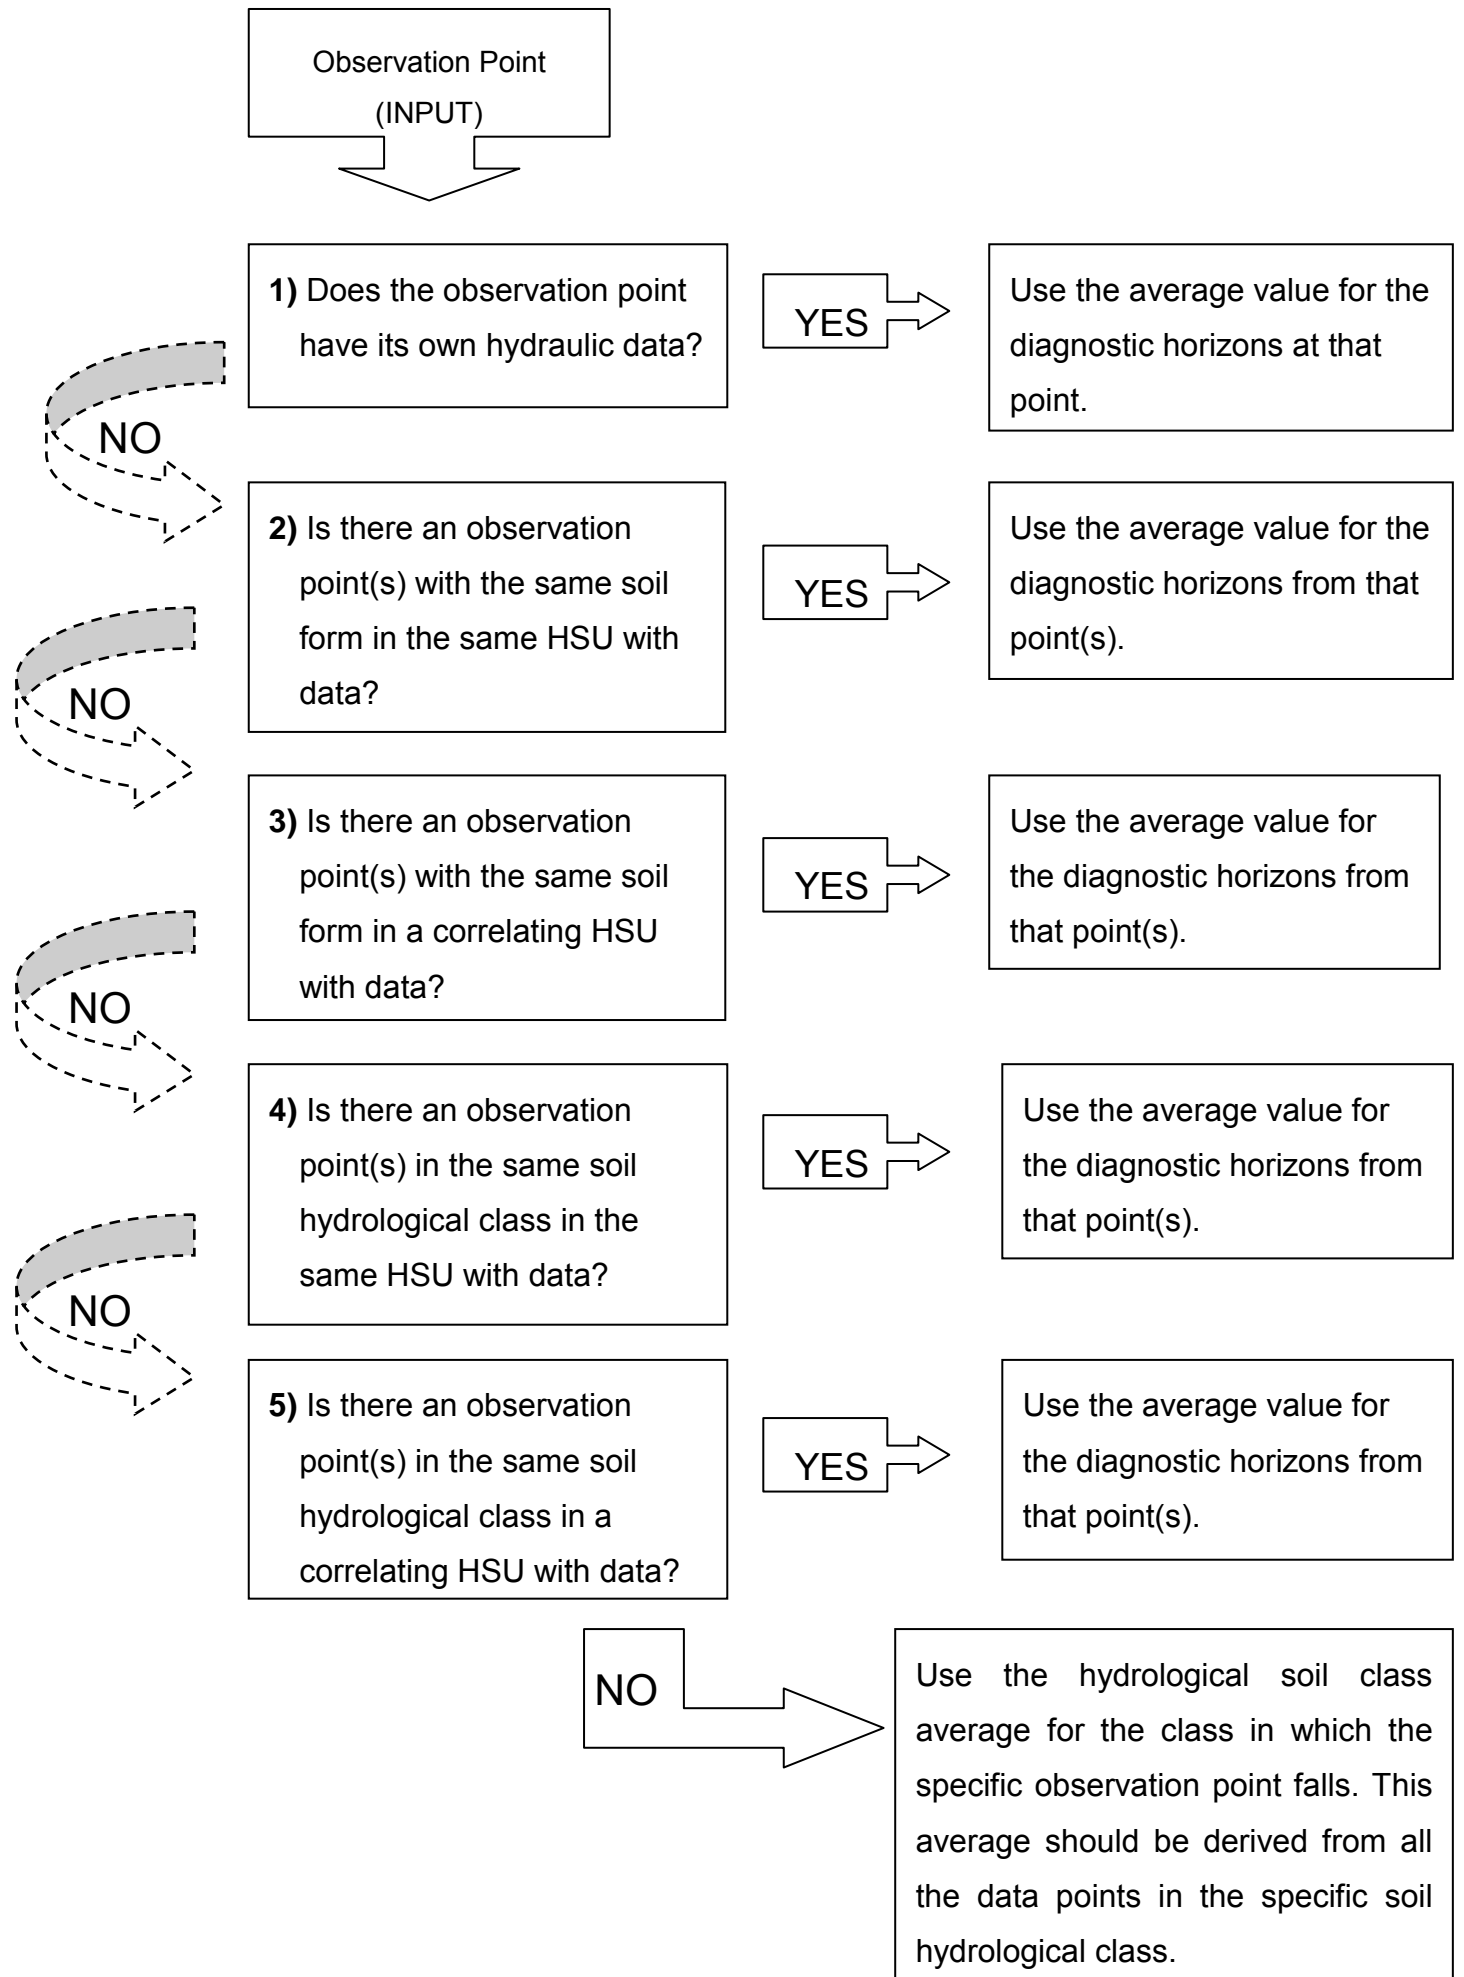 Observation Point
(INPUT)
1) Does the observation point
have its own hydraulic data?
YES
Use the average value for the
diagnostic horizons at that
point.
NO
2) Is there an observation
point(s) with the same soil
form in the same HSU with
data?
YES
Use the average value for the
diagnostic horizons from that
point(s).
NO
3) Is there an observation
point(s) with the same soil
form in a correlating HSU
with data?
YES
Use the average value for
the diagnostic horizons from
that point(s).
NO
4) Is there an observation
point(s) in the same soil
hydrological class in the
same HSU with data?
YES
Use the average value for
the diagnostic horizons from
that point(s).
NO
5) Is there an observation
point(s) in the same soil
hydrological class in a
correlating HSU with data?
YES
Use the average value for
the diagnostic horizons from
that point(s).
NO
Use the hydrological soil class
average for the class in which the
specific observation point falls. This
average should be derived from all
the data points in the specific soil
hydrological class.